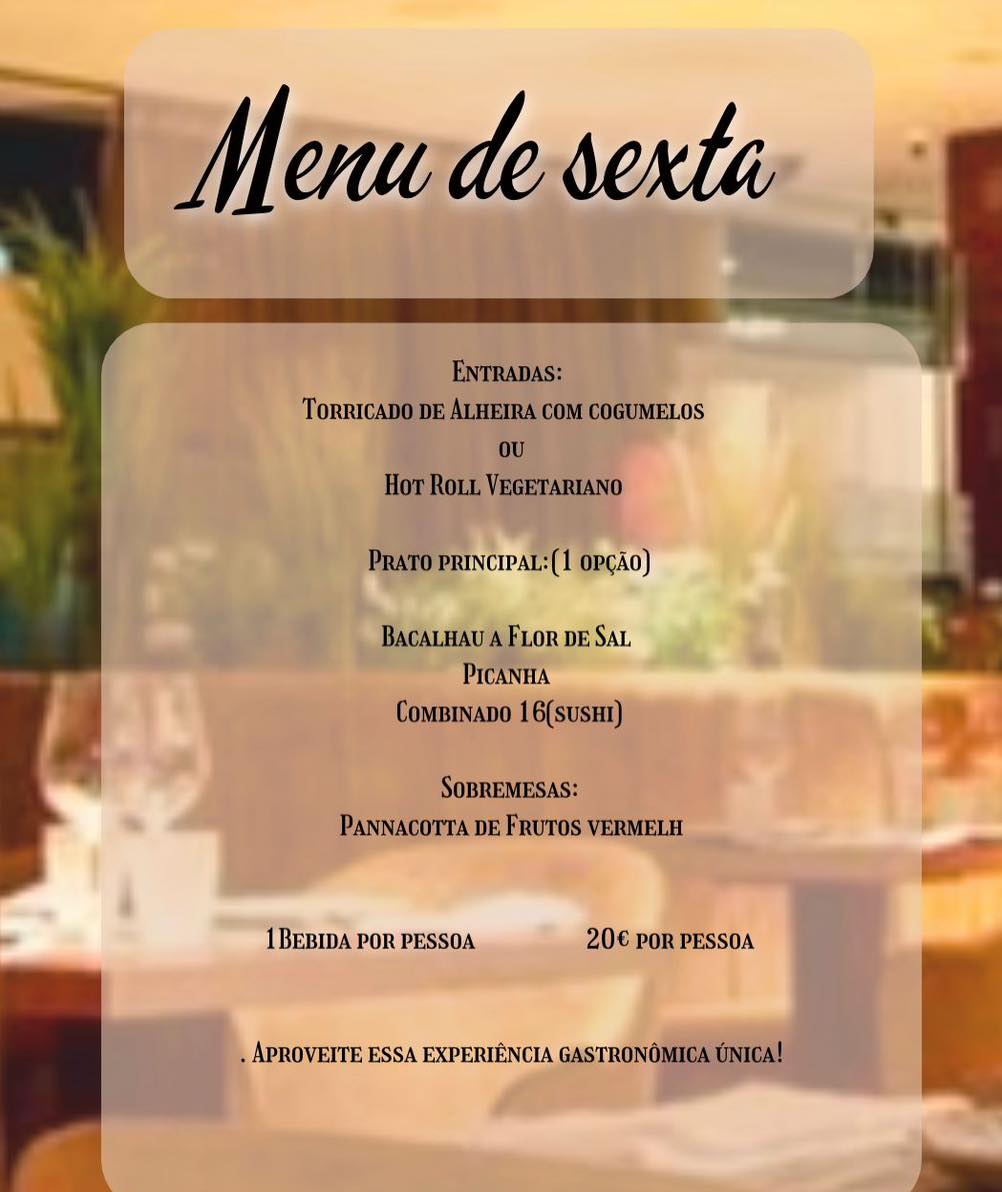 Menu de sexta
Entradas:
Torricado de Alheira com cogumelos
ou
Hot Roll Vegetariano
Prato principal:(1 opção)
Bacalhau a Flor de Sal
Picanha
Combinado 16(sushi)
Sobremesas:
Pannacotta de Frutos vermelh
1Bebida por pessoa 20€ por pessoa
. Aproveite essa experiência gastronômica única!